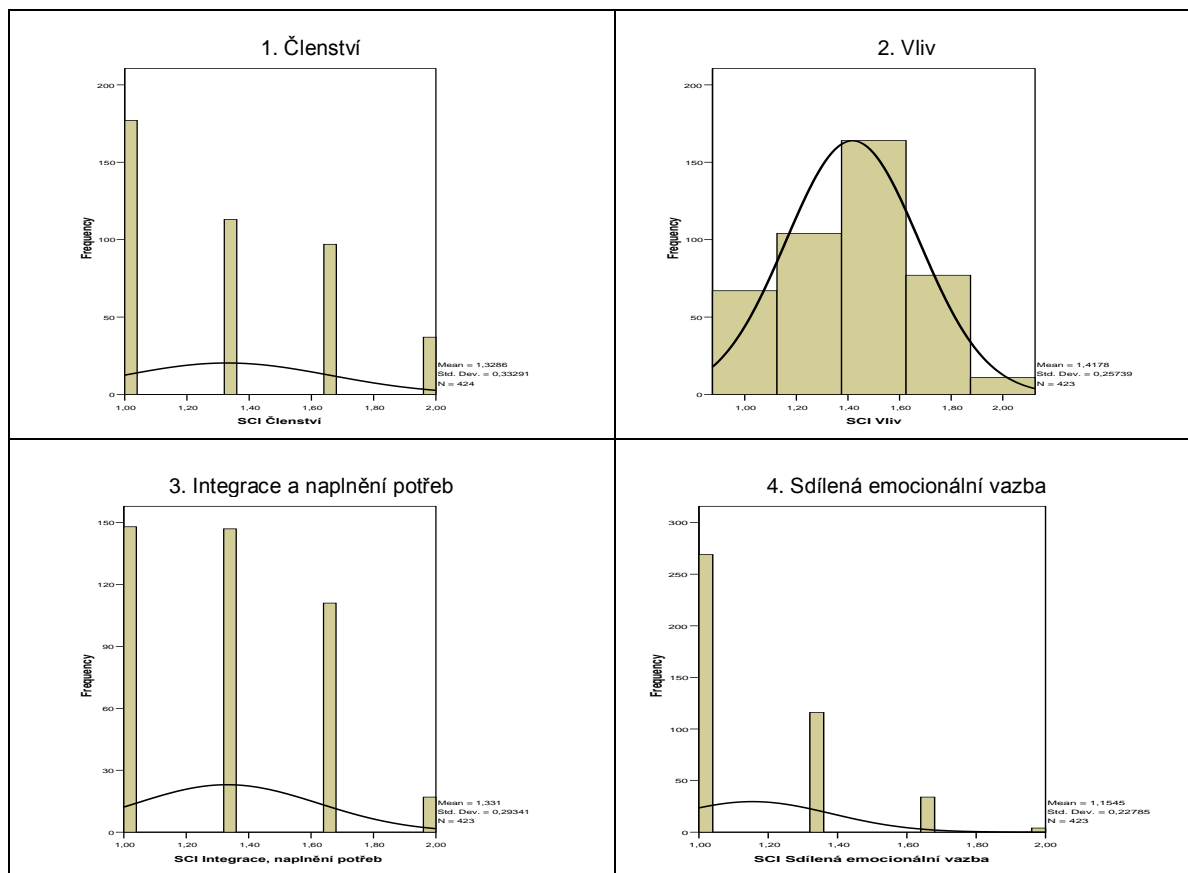 1. Členství
200
150
100
50
0
Frequency
1,00 1,20 1,40 1,60 1,80 2,00
SCI Členství
Mean = 1,3286
Std. Dev. = 0,33291
N = 424
2. Vliv
200
150
100
50
0
Frequency
1,00 1,20 1,40 1,60 1,80 2,00
SCI Vliv
Mean = 1,4178
Std. Dev. = 0,25739
N = 423
3. Integrace a naplnění potřeb
150
120
90
60
30
0
Frequency
1,00 1,20 1,40 1,60 1,80 2,00
SCI Integrace, naplnění potřeb
Mean = 1,331
Std. Dev. = 0,29341
N = 423
4. Sdílená emocionální vazba
300
250
200
150
100
50
0
Frequency
1,00 1,20 1,40 1,60 1,80 2,00
SCI Sdílená emocionální vazba
Mean = 1,1545
Std. Dev. = 0,22785
N = 423